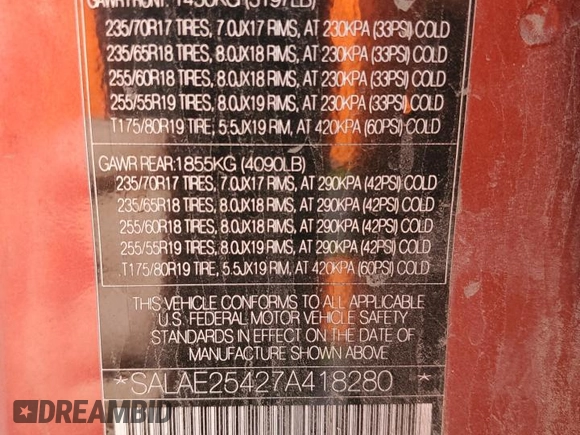 GAWR FRONT:1450KG (3197LB)
235/70R17 TIRES, 7.0JX17 RIMS, AT 230KPA (33PSI) COLD
235/65R18 TIRES, 8.0JX18 RIMS, AT 230KPA (33PSI) COLD
255/60R18 TIRES, 8.0JX18 RIMS, AT 230KPA (33PSI) COLD
255/55R19 TIRES, 8.0JX19 RIMS, AT 230KPA (33PSI) COLD
T175/80R19 TIRE, 5.5JX19 RIM, AT 420KPA (60PSI) COLD
GAWR REAR:1855KG (4090LB)
235/70R17 TIRES, 7.0JX17 RIMS, AT 290KPA (42PSI) COLD
235/65R18 TIRES, 8.0JX18 RIMS, AT 290KPA (42PSI) COLD
255/60R18 TIRES, 8.0JX18 RIMS, AT 290KPA (42PSI) COLD
255/55R19 TIRES, 8.0JX19 RIMS, AT 290KPA (42PSI) COLD
T175/80R19 TIRE, 5.5JX19 RIM, AT 420KPA (60PSI) COLD
THIS VEHICLE CONFORMS TO ALL APPLICABLE
U.S. FEDERAL MOTOR VEHICLE SAFETY
STANDARDS IN EFFECT ON THE DATE OF
MANUFACTURE SHOWN ABOVE
*SALAE25427A418280*
DREAMBID